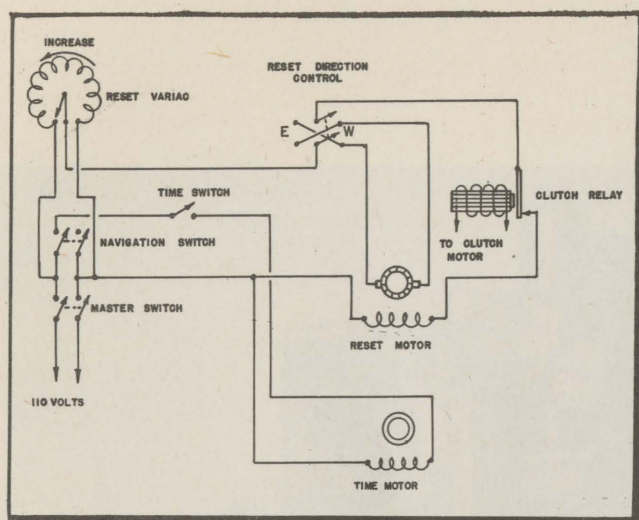 INCREASE
RESET VARIAC
RESET DIRECTION
CONTROL
E
W
TIME SWITCH
CLUTCH RELAY
NAVIGATION SWITCH
TO CLUTCH
MOTOR
MASTER SWITCH
RESET MOTOR
110 VOLTS
TIME MOTOR